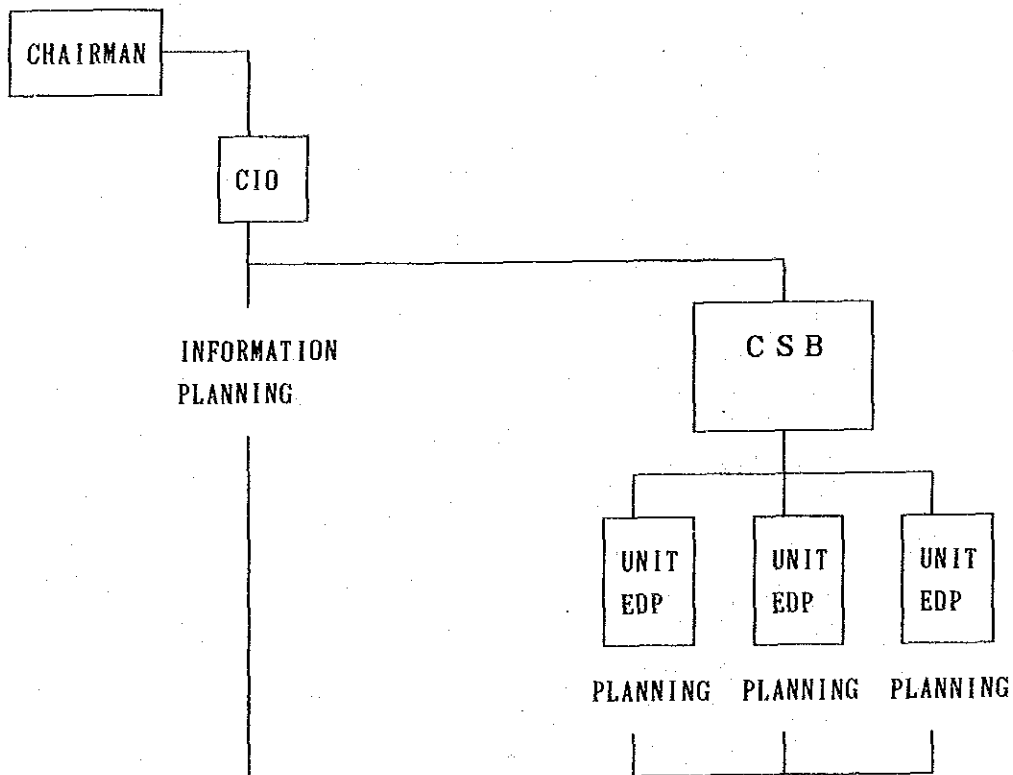 CHAIRMAN
CIO
INFORMATION
PLANNING
C S B
UNIT
EDP
UNIT
EDP
UNIT
EDP
PLANNING PLANNING PLANNING